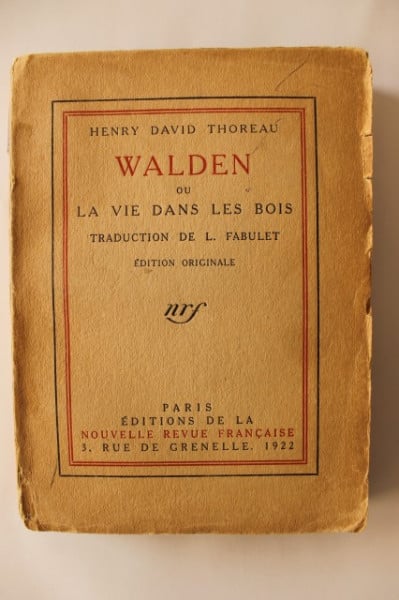 HENRY DAVID THOREAU
WALDEN
OU
LA VIE DANS LES BOIS
TRADUCTION DE L. FABULET
ÉDITION ORIGINALE
nrf
PARIS
ÉDITIONS DE LA
NOUVELLE REVUE FRANÇAISE
3, RUE DE GRENELLE. 1922